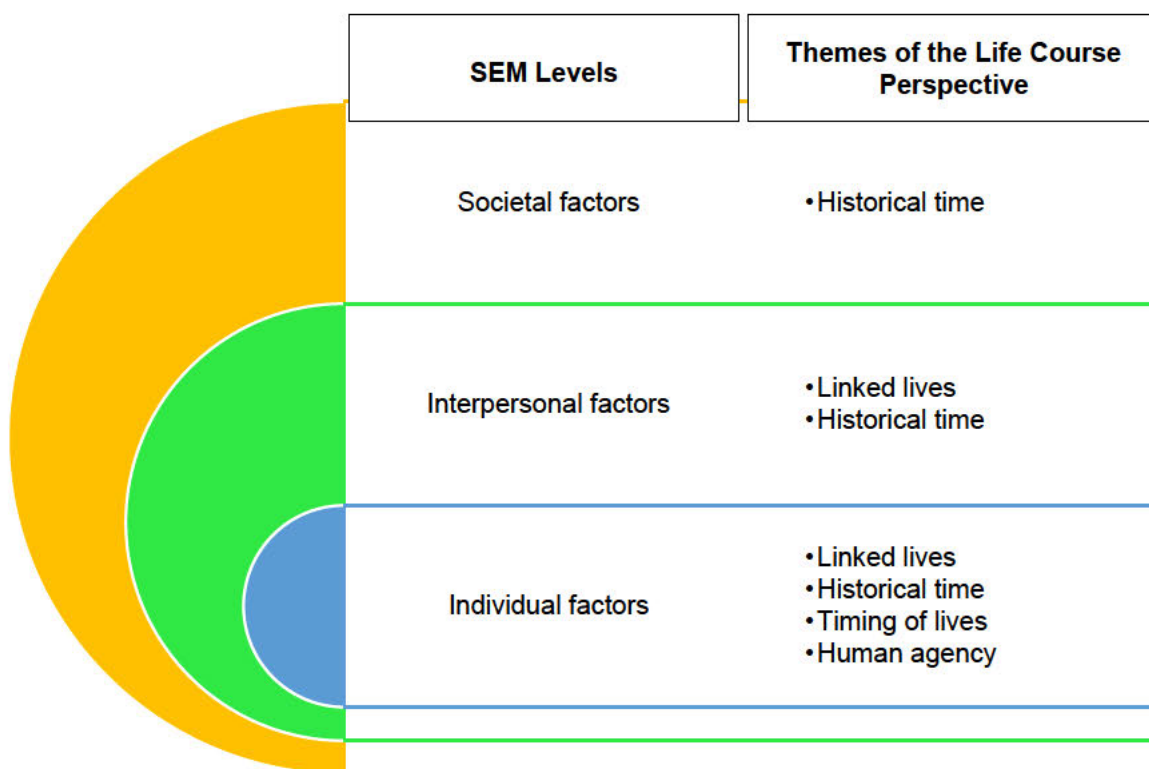 SEM Levels
Themes of the Life Course
Perspective
Societal factors
•Historical time
Interpersonal factors
•Linked lives
•Historical time
Individual factors
•Linked lives
•Historical time
•Timing of lives
•Human agency